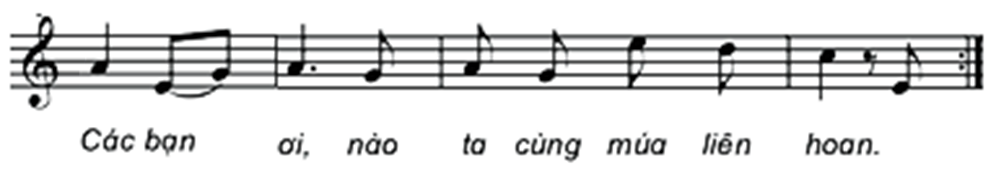 Các bạn ơi, nào ta cùng múa liên hoan.